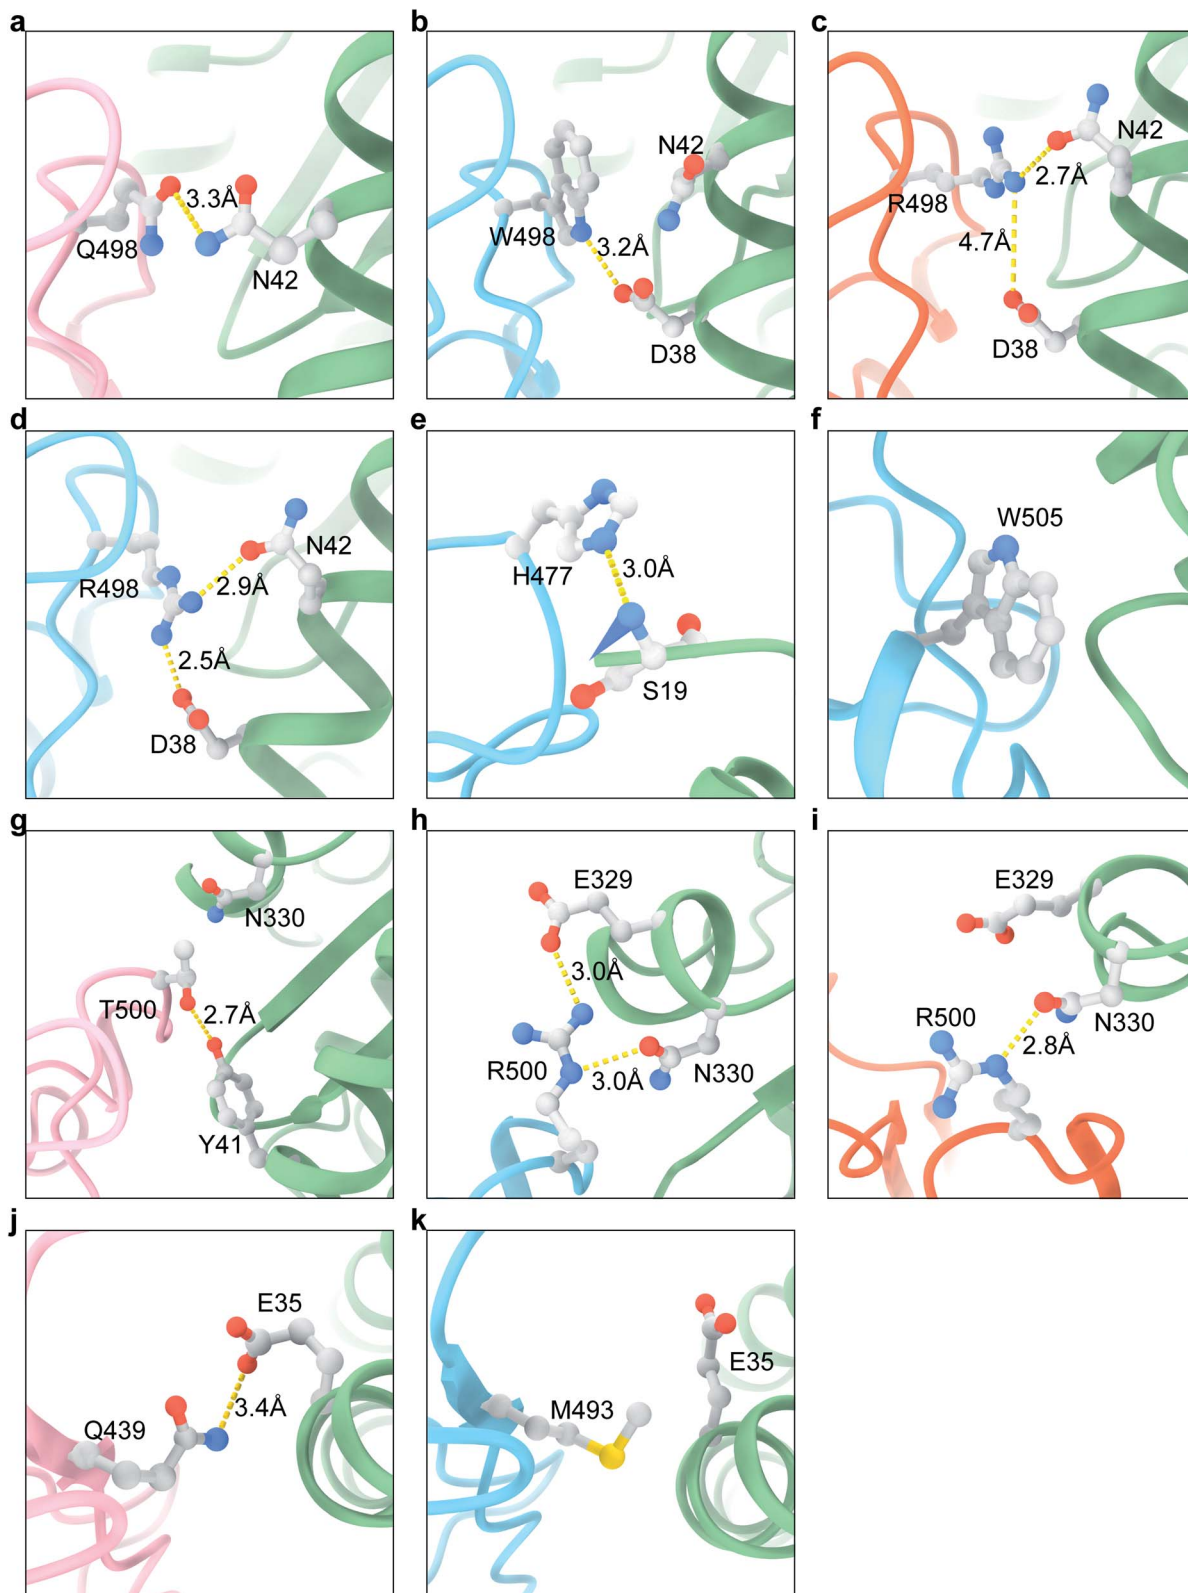 a
3.3Å
Q498
N42
b
N42
W498
3.2Å
D38
c
N42
2.7Å
R498
4.7Å
D38
d
N42
R498
2.9Å
2.5Å
D38
e
H477
3.0Å
S19
f
W505
g
N330
T500
2.7Å
Y41
h
E329
3.0Å
R500
3.0Å
N330
i
E329
R500
N330
2.8Å
j
E35
3.4Å
Q439
k
E35
M493